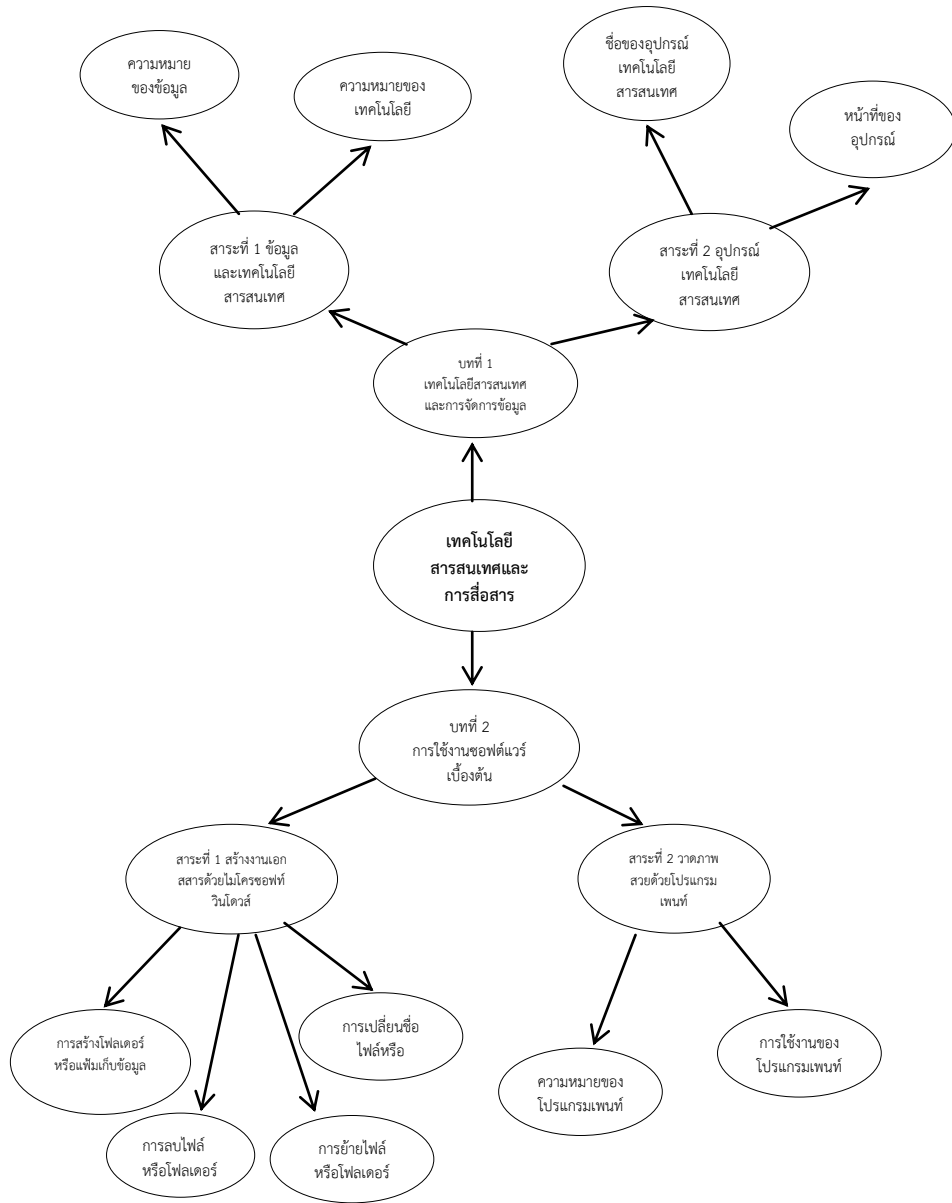 ความหมาย
ของข้อมูล
ความหมายของ
เทคโนโลยี
ชื่อของอุปกรณ์
เทคโนโลยี
สารสนเทศ
หน้าที่ของ
อุปกรณ์
สาระที่ 1 ข้อมูล
และเทคโนโลยี
สารสนเทศ
สาระที่ 2 อุปกรณ์
เทคโนโลยี
สารสนเทศ
บทที่ 1
เทคโนโลยีสารสนเทศ
และการจัดการข้อมูล
เทคโนโลยี
สารสนเทศและ
การสื่อสาร
บทที่ 2
การใช้งานซอฟต์แวร์
เบื้องต้น
สาระที่ 1 สร้างงานเอก
สสารด้วยไมโครซอฟท์
วินโดวส์
สาระที่ 2 วาดภาพ
สวยด้วยโปรแกรม
เพนท์
การสร้างโฟลเดอร์
หรือแฟ้มเก็บข้อมูล
การลบไฟล์
หรือโฟลเดอร์
การย้ายไฟล์
หรือโฟลเดอร์
การเปลี่ยนชื่อ
ไฟล์หรือ
ความหมายของ
โปรแกรมเพนท์
การใช้งานของ
โปรแกรมเพนท์